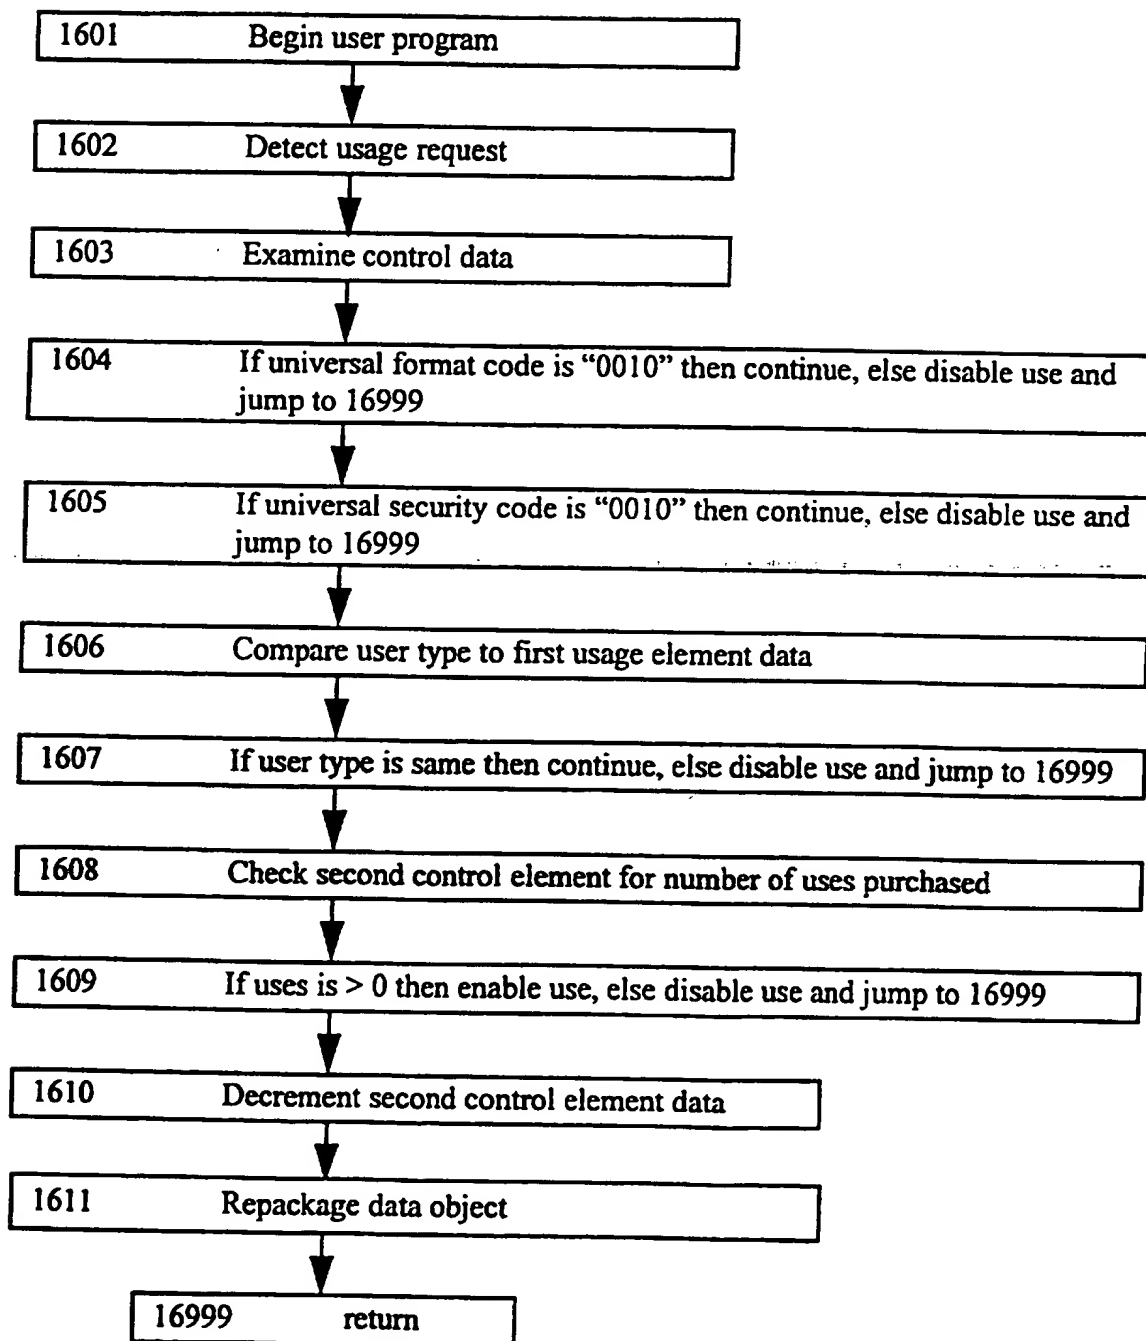 1601 Begin user program
1602 Detect usage request
1603 Examine control data
1604 If universal format code is “0010” then continue, else disable use and
jump to 16999
1605 If universal security code is “0010” then continue, else disable use and
jump to 16999
1606 Compare user type to first usage element data
1607 If user type is same then continue, else disable use and jump to 16999
1608 Check second control element for number of uses purchased
1609 If uses is > 0 then enable use, else disable use and jump to 16999
1610 Decrement second control element data
1611 Repackage data object
16999 return